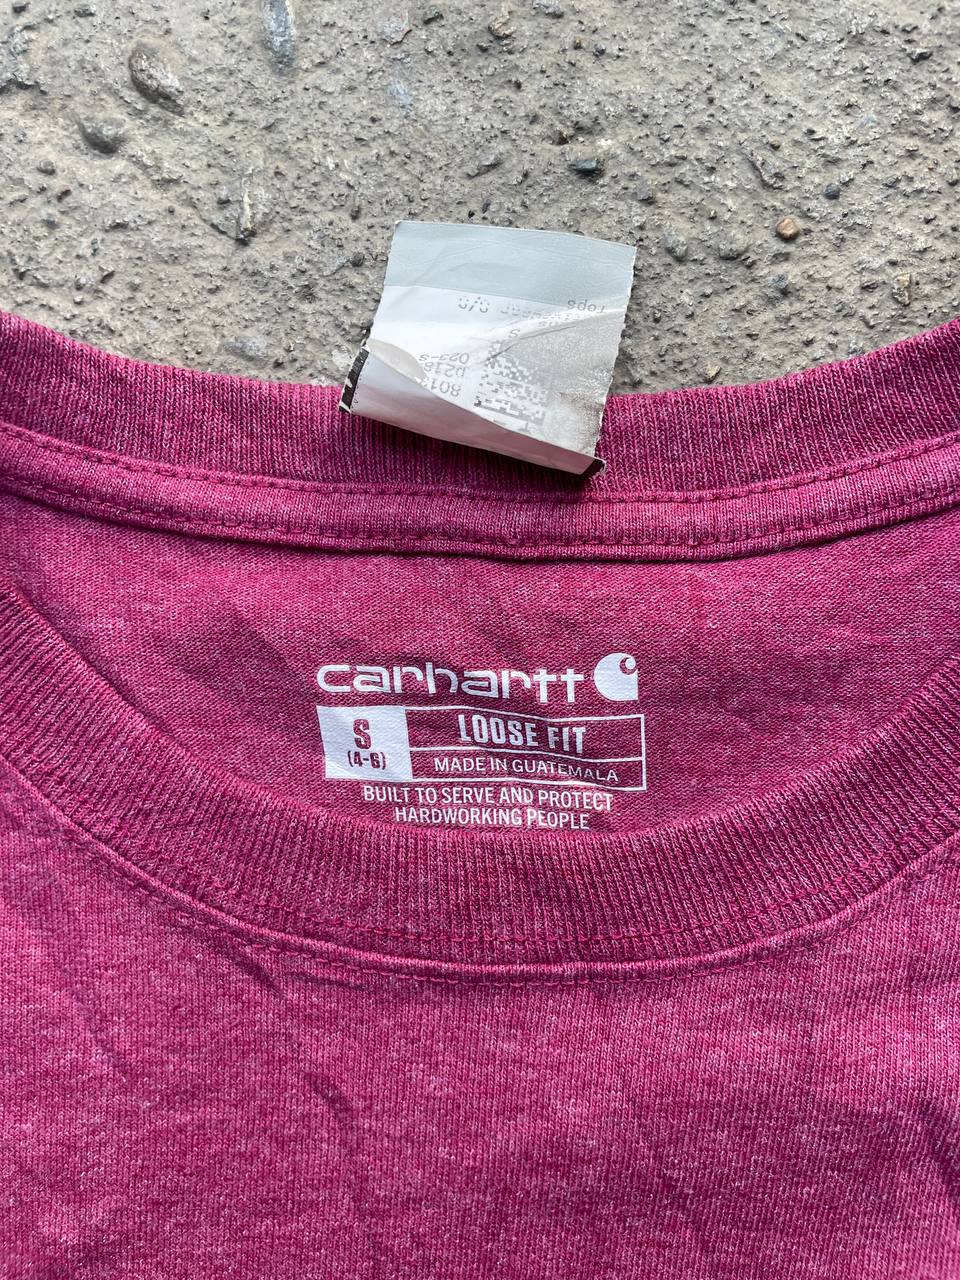 carhartt
S
(4-6)
LOOSE FIT
MADE IN GUATEMALA
BUILT TO SERVE AND PROTECT
HARDWORKING PEOPLE